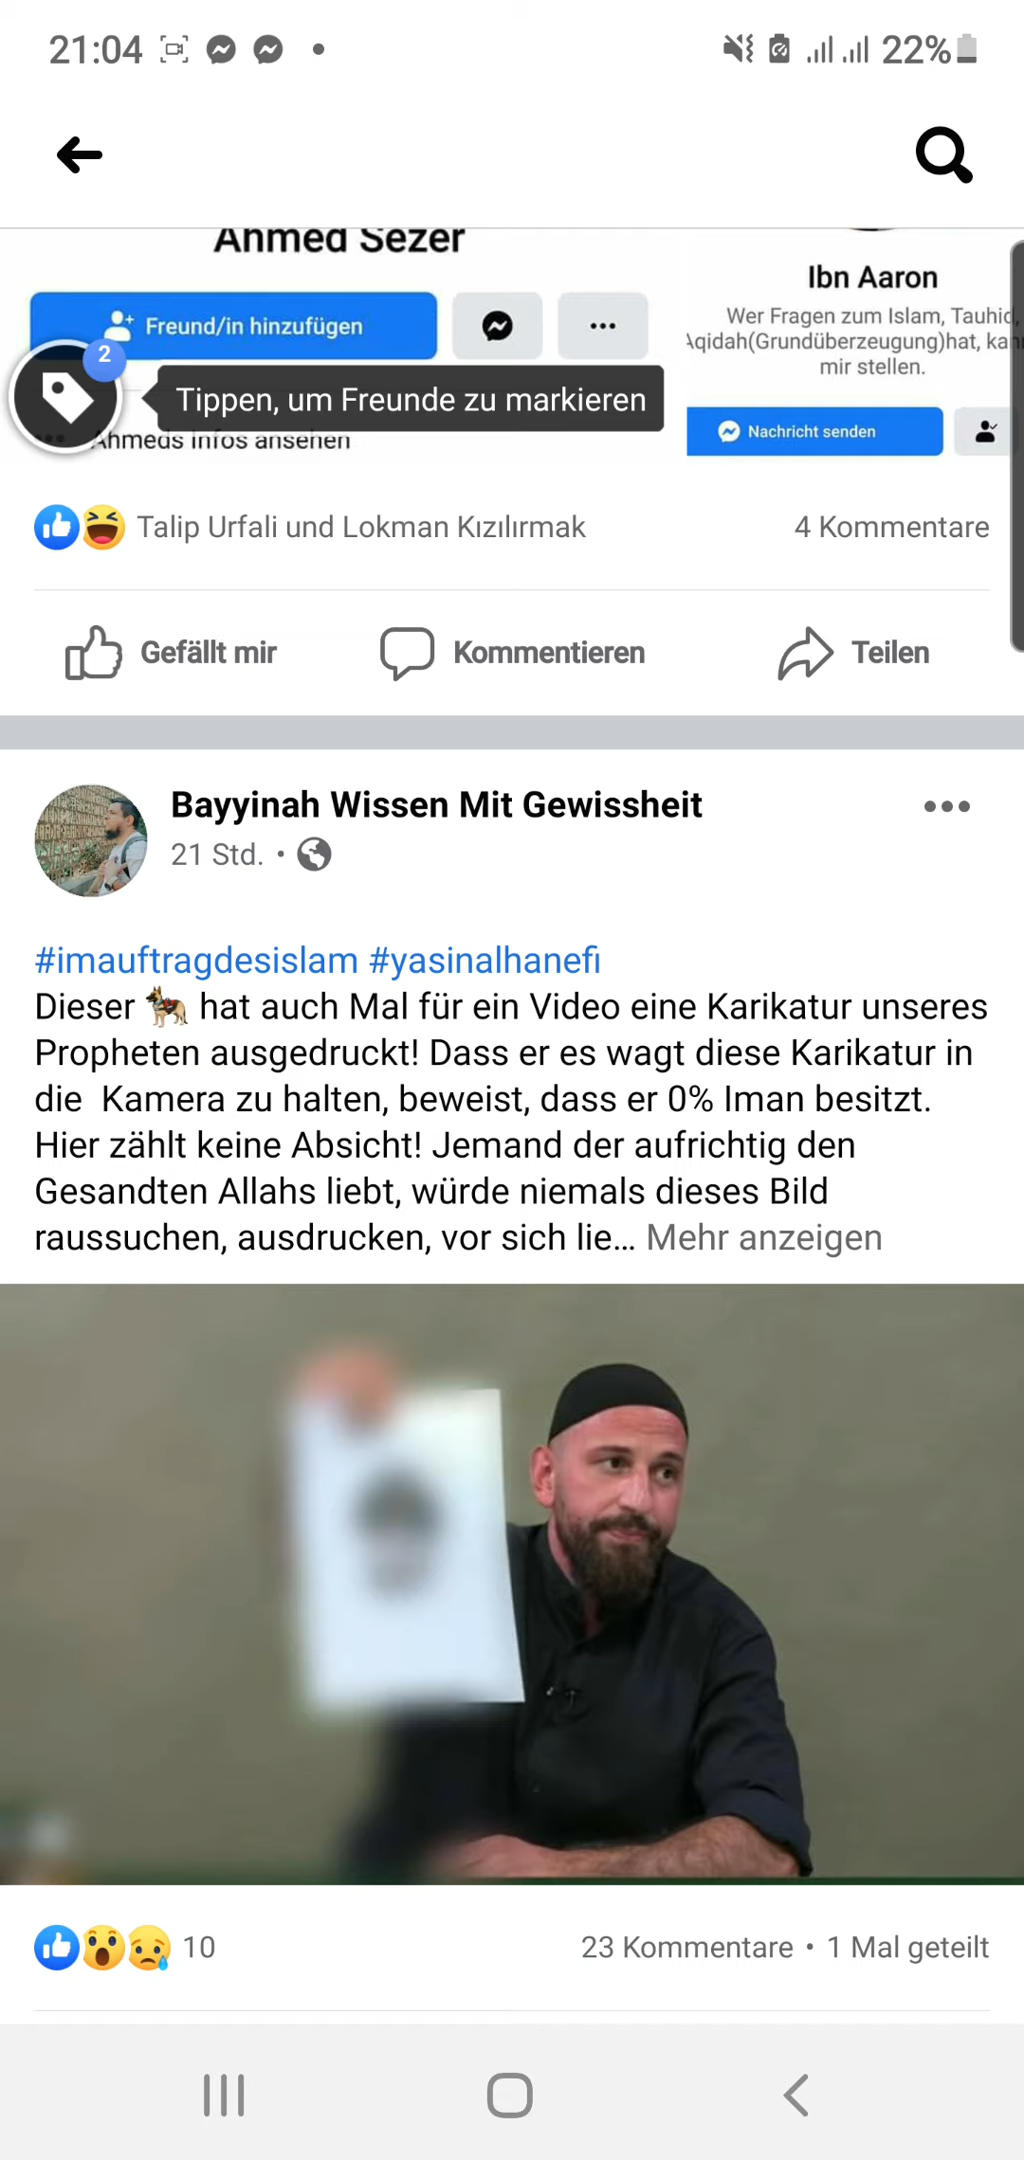 21:04 22%
Ahmed Sezer
Freund/in hinzufügen
2
Tippen, um Freunde zu markieren
Ahmeds Infos ansehen
Ibn Aaron
Wer Fragen zum Islam, Tauhid,
Aqidah(Grundüberzeugung)hat,
mir stellen.
Nachricht senden
Talip Urfali und Lokman Kızılırmak 4 Kommentare
Gefällt mir Kommentieren Teilen
Bayyinah Wissen Mit Gewissheit
21 Std.
#imauftragdesislam #yasinalhanefi
Dieser hat auch Mal für ein Video eine Karikatur unseres
Propheten ausgedruckt! Dass er es wagt diese Karikatur in
die Kamera zu halten, beweist, dass er 0% Iman besitzt.
Hier zählt keine Absicht! Jemand der aufrichtig den
Gesandten Allahs liebt, würde niemals dieses Bild
raussuchen, ausdrucken, vor sich lie... Mehr anzeigen
10 23 Kommentare • 1 Mal geteilt